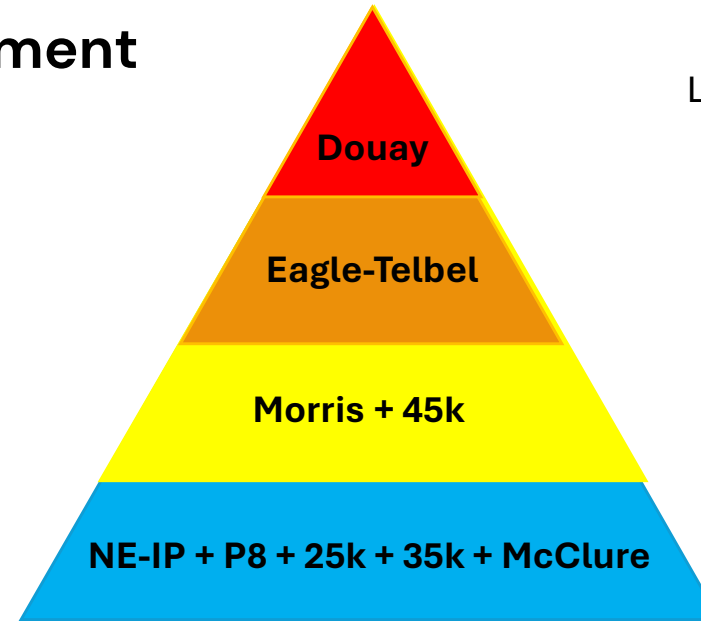 ment
L
Douay
Eagle-Telbel
Morris + 45k
NE-IP + P8 + 25k + 35k + McClure